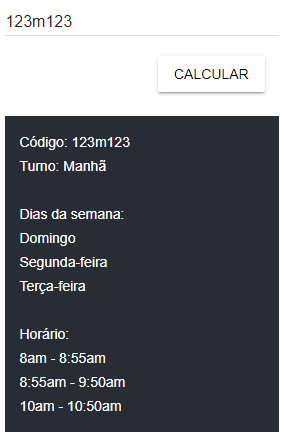 123m123
CALCULAR
Código: 123m123
Turno: Manhã
Dias da semana:
Domingo
Segunda-feira
Terça-feira
Horário:
8am - 8:55am
8:55am - 9:50am
10am - 10:50am